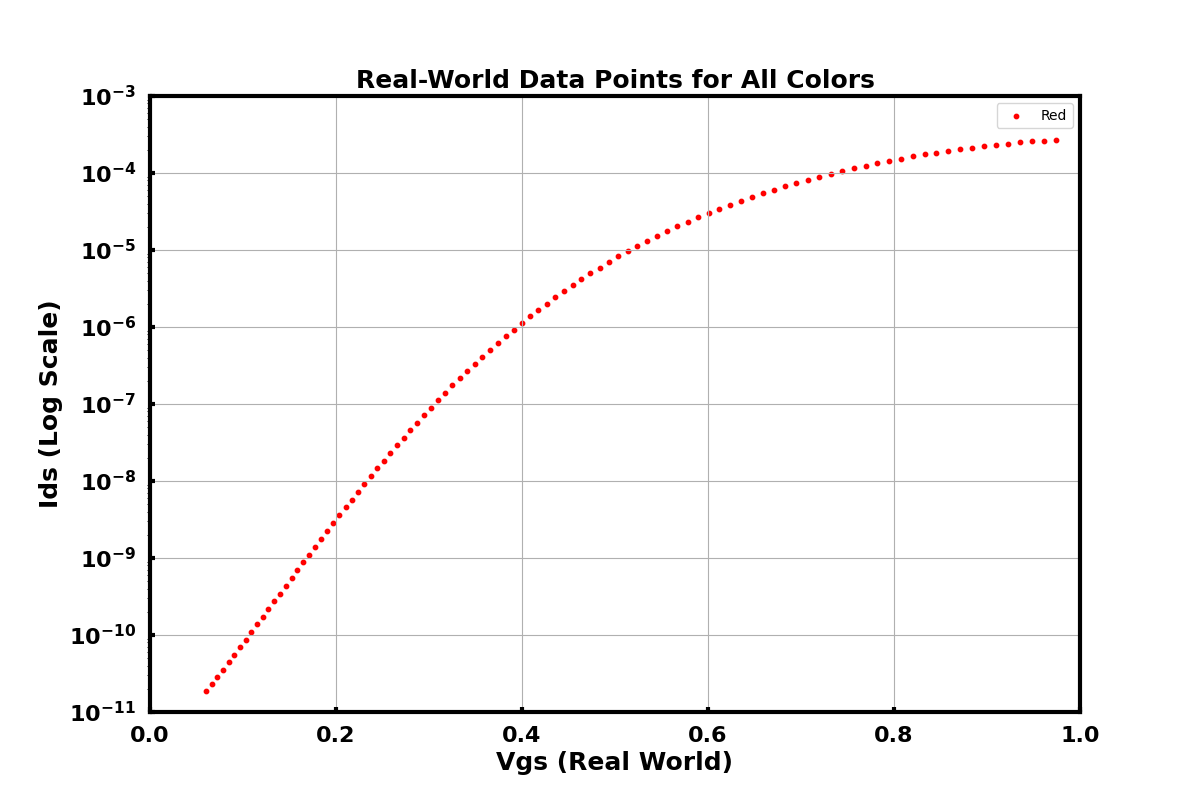 Real-World Data Points for All Colors
10⁻³
Red
10⁻⁴
10⁻⁵
10⁻⁶
10⁻⁷
10⁻⁸
10⁻⁹
10⁻¹⁰
10⁻¹¹
Ids (Log Scale)
0.0 0.2 0.4 0.6 0.8 1.0
Vgs (Real World)